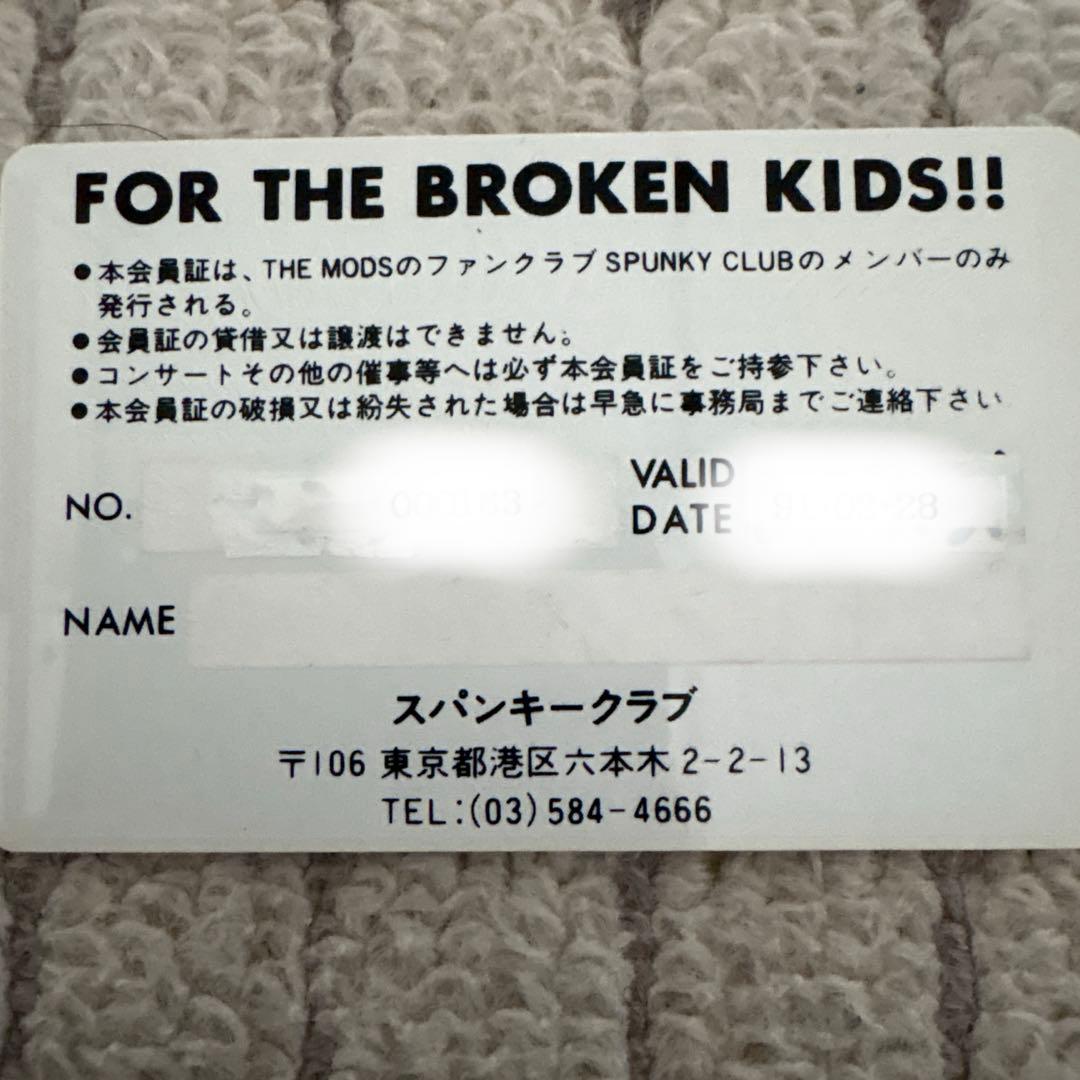 FOR THE BROKEN KIDS!!
●本会員証は、THE MODSのファンクラブ SPUNKY CLUBのメンバーのみ
発行される。
●会員証の貸借又は譲渡はできません。
●コンサートその他の催事等へは必ず本会員証をご持参下さい。
●本会員証の破損又は紛失された場合は早急に事務局までご連絡下さい
NO.
VALID
DATE
NAME
スパンキークラブ
〒106 東京都港区六本木 2-2-13
TEL:(03)584-4666